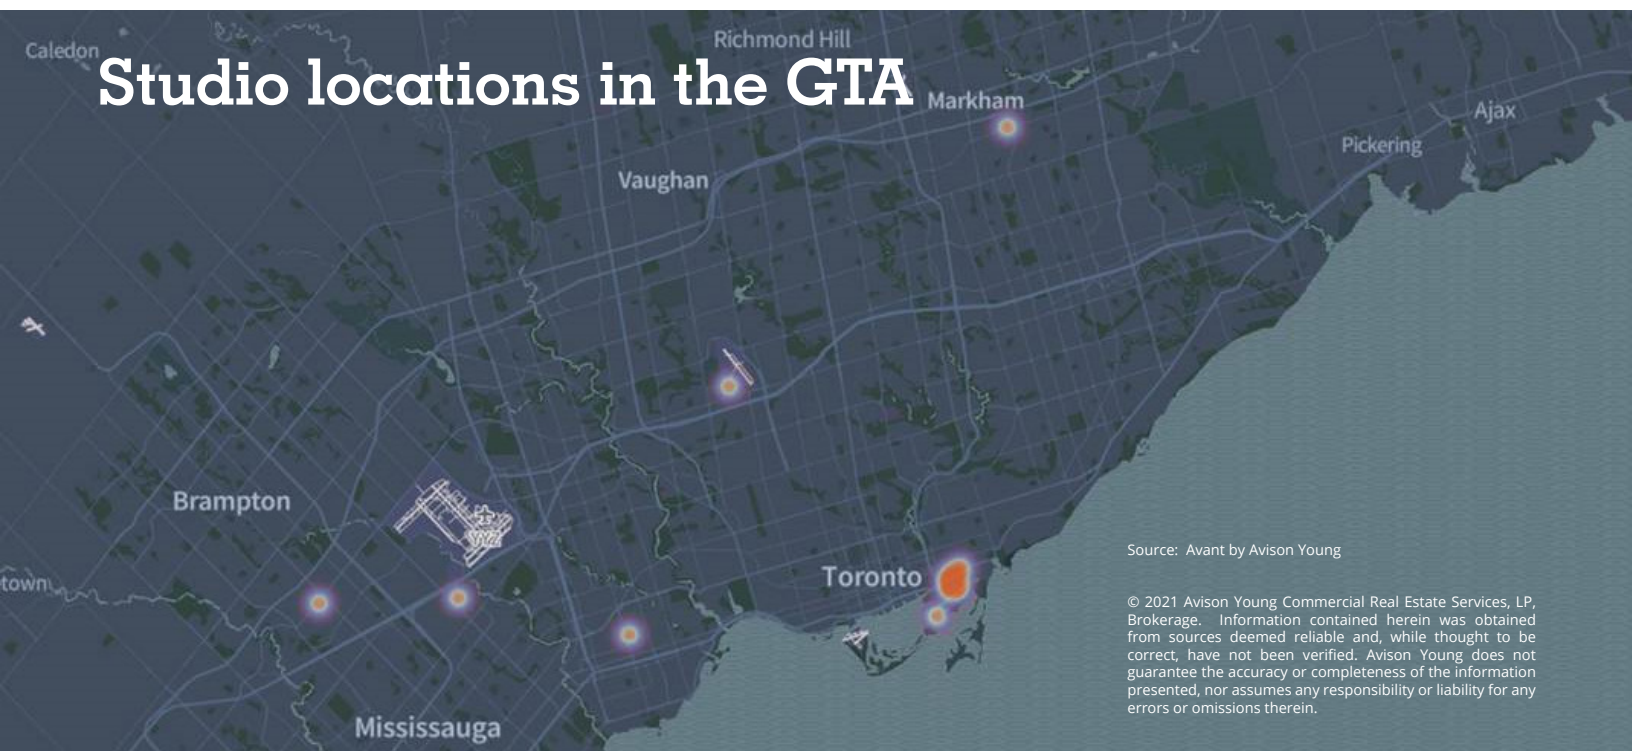 Caledon
Richmond Hill
Studio locations in the GTA
Markham
Ajax
Pickering
Vaughan
Brampton
Source:  Avant by Avison Young
Toronto
town
© 2021 Avison Young Commercial Real Estate Services, LP,
Brokerage.  Information contained herein was obtained
from sources deemed reliable and, while thought to be
correct, have not been verified. Avison Young does not
guarantee the accuracy or completeness of the information
presented, nor assumes any responsibility or liability for any
errors or omissions therein.
Mississauga